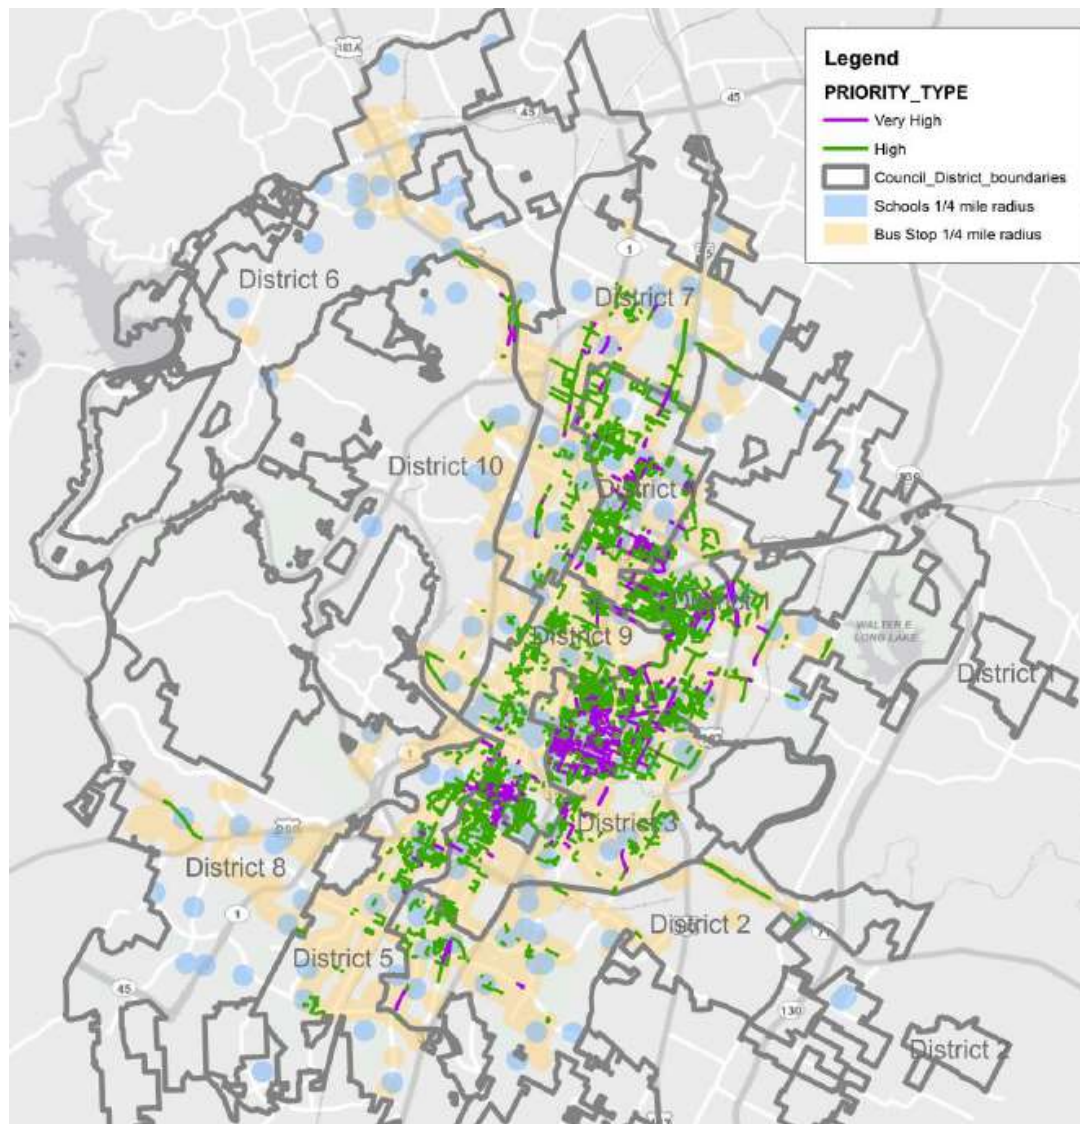 Legend
PRIORITY_TYPE
Very High
High
Council_District_boundaries
Schools 1/4 mile radius
Bus Stop 1/4 mile radius
183A
45
45
1
District 6
District 7
District 10
District
District 9
WALTER E.
LONG LAKE
District 1
1
District 3
District 8
District 2
1
District 5
45
130
District 2